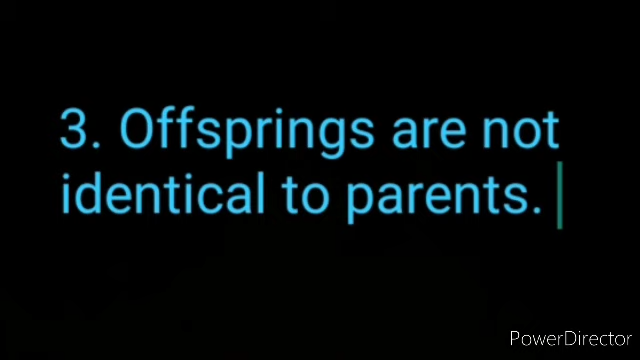 3. Offsprings are not
identical to parents.
PowerDirector